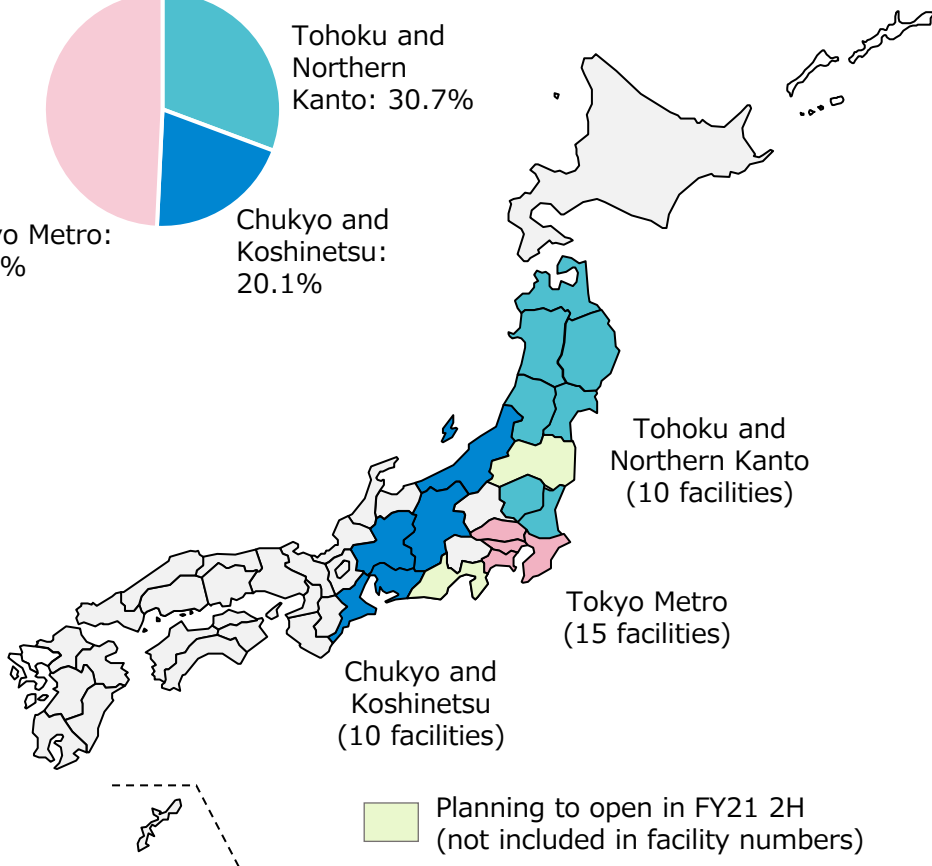 Tohoku and
Northern
Kanto: 30.7%
Chukyo and
Koshinetsu:
20.1%
Metro:
%
Tohoku and
Northern Kanto
(10 facilities)
Tokyo Metro
(15 facilities)
Chukyo and
Koshinetsu
(10 facilities)
Planning to open in FY21 2H
(not included in facility numbers)